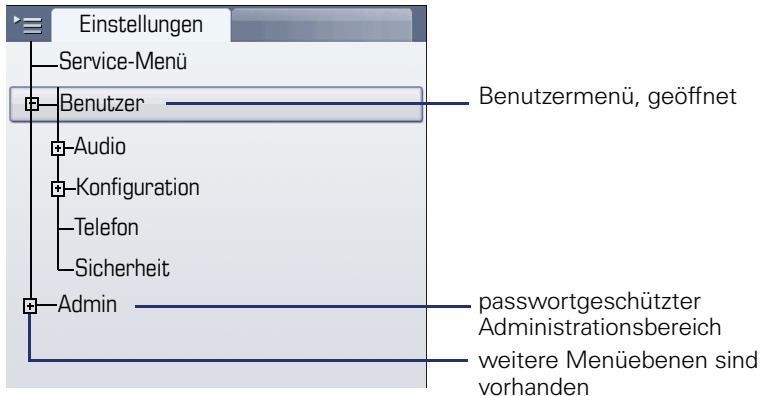 Einstellungen
Service-Menü
Benutzer
Benutzermenü, geöffnet
Audio
Konfiguration
Telefon
Sicherheit
Admin
passwortgeschützter
Administrationsbereich
weitere Menüebenen sind
vorhanden